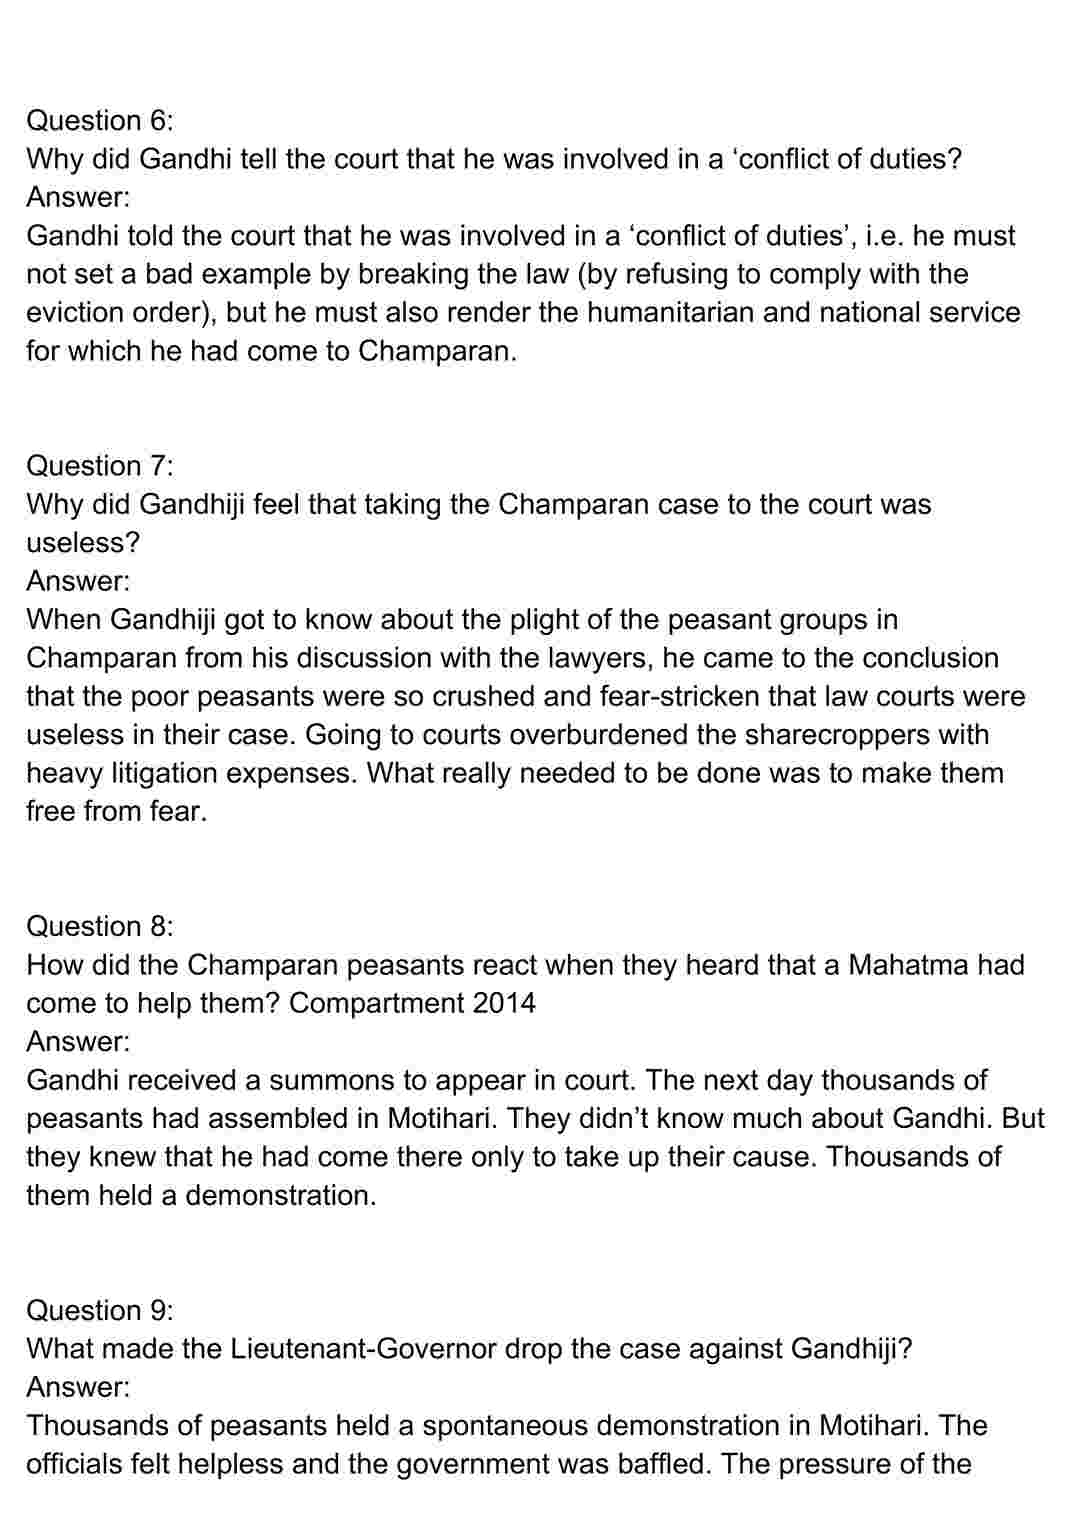 Question 6:
Why did Gandhi tell the court that he was involved in a ‘conflict of duties?
Answer:
Gandhi told the court that he was involved in a ‘conflict of duties’, i.e. he must
not set a bad example by breaking the law (by refusing to comply with the
eviction order), but he must also render the humanitarian and national service
for which he had come to Champaran.
Question 7:
Why did Gandhiji feel that taking the Champaran case to the court was
useless?
Answer:
When Gandhiji got to know about the plight of the peasant groups in
Champaran from his discussion with the lawyers, he came to the conclusion
that the poor peasants were so crushed and fear-stricken that law courts were
useless in their case. Going to courts overburdened the sharecroppers with
heavy litigation expenses. What really needed to be done was to make them
free from fear.
Question 8:
How did the Champaran peasants react when they heard that a Mahatma had
come to help them? Compartment 2014
Answer:
Gandhi received a summons to appear in court. The next day thousands of
peasants had assembled in Motihari. They didn’t know much about Gandhi. But
they knew that he had come there only to take up their cause. Thousands of
them held a demonstration.
Question 9:
What made the Lieutenant-Governor drop the case against Gandhiji?
Answer:
Thousands of peasants held a spontaneous demonstration in Motihari. The
officials felt helpless and the government was baffled. The pressure of the